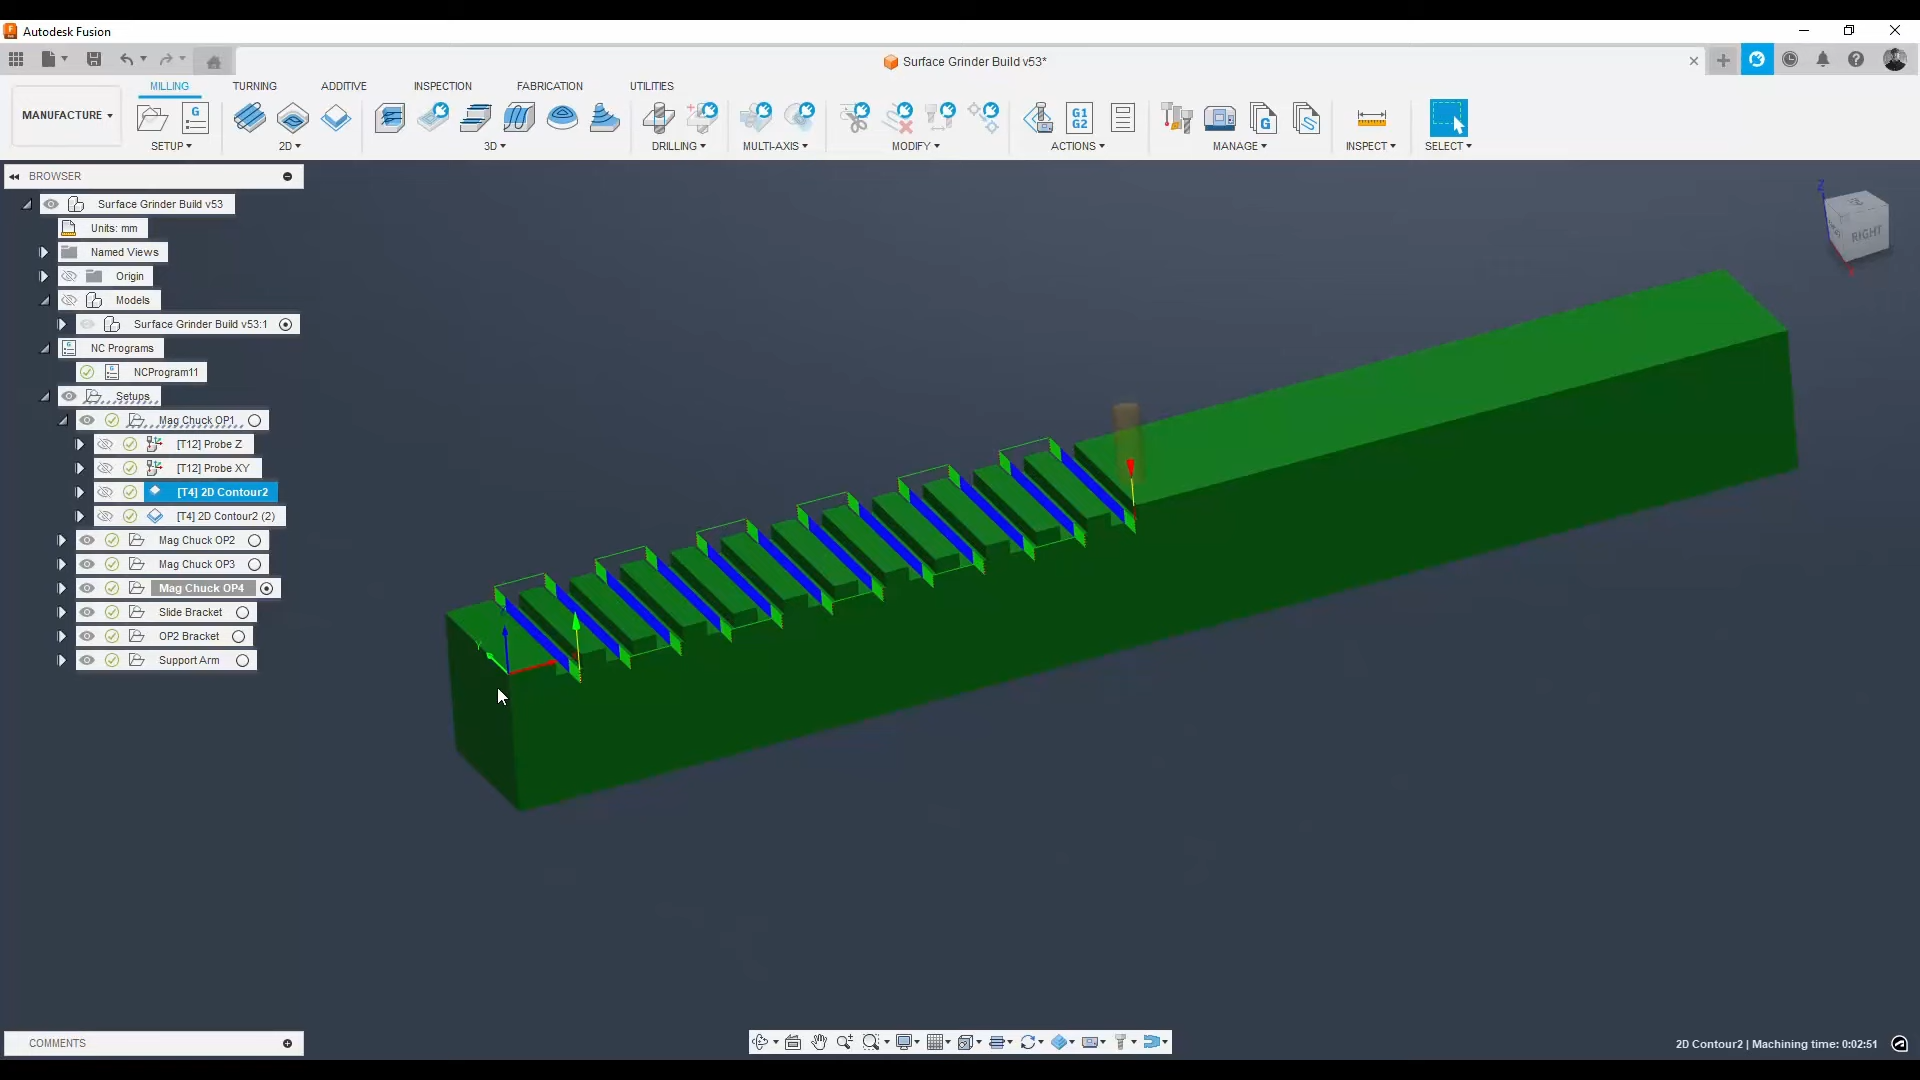 Autodesk Fusion
Surface Grinder Build v53*
MILLING TURNING ADDITIVE INSPECTION FABRICATION UTILITIES
MANUFACTURE
G1
G2
SETUP 2D 3D DRILLING MULTI-AXIS MODIFY ACTIONS MANAGE INSPECT SELECT
BROWSER
Surface Grinder Build v53
Units: mm
Named Views
Origin
Models
Surface Grinder Build v53:1
NC Programs
NCProgram11
Setups
Mag Chuck OP1
[T12] Probe Z
[T12] Probe XY
[T4] 2D Contour2
[T4] 2D Contour2 (2)
Mag Chuck OP2
Mag Chuck OP3
Mag Chuck OP4
Slide Bracket
OP2 Bracket
Support Arm
Z
RIGHT
COMMENTS
2D Contour2 | Machining time: 0:02:51